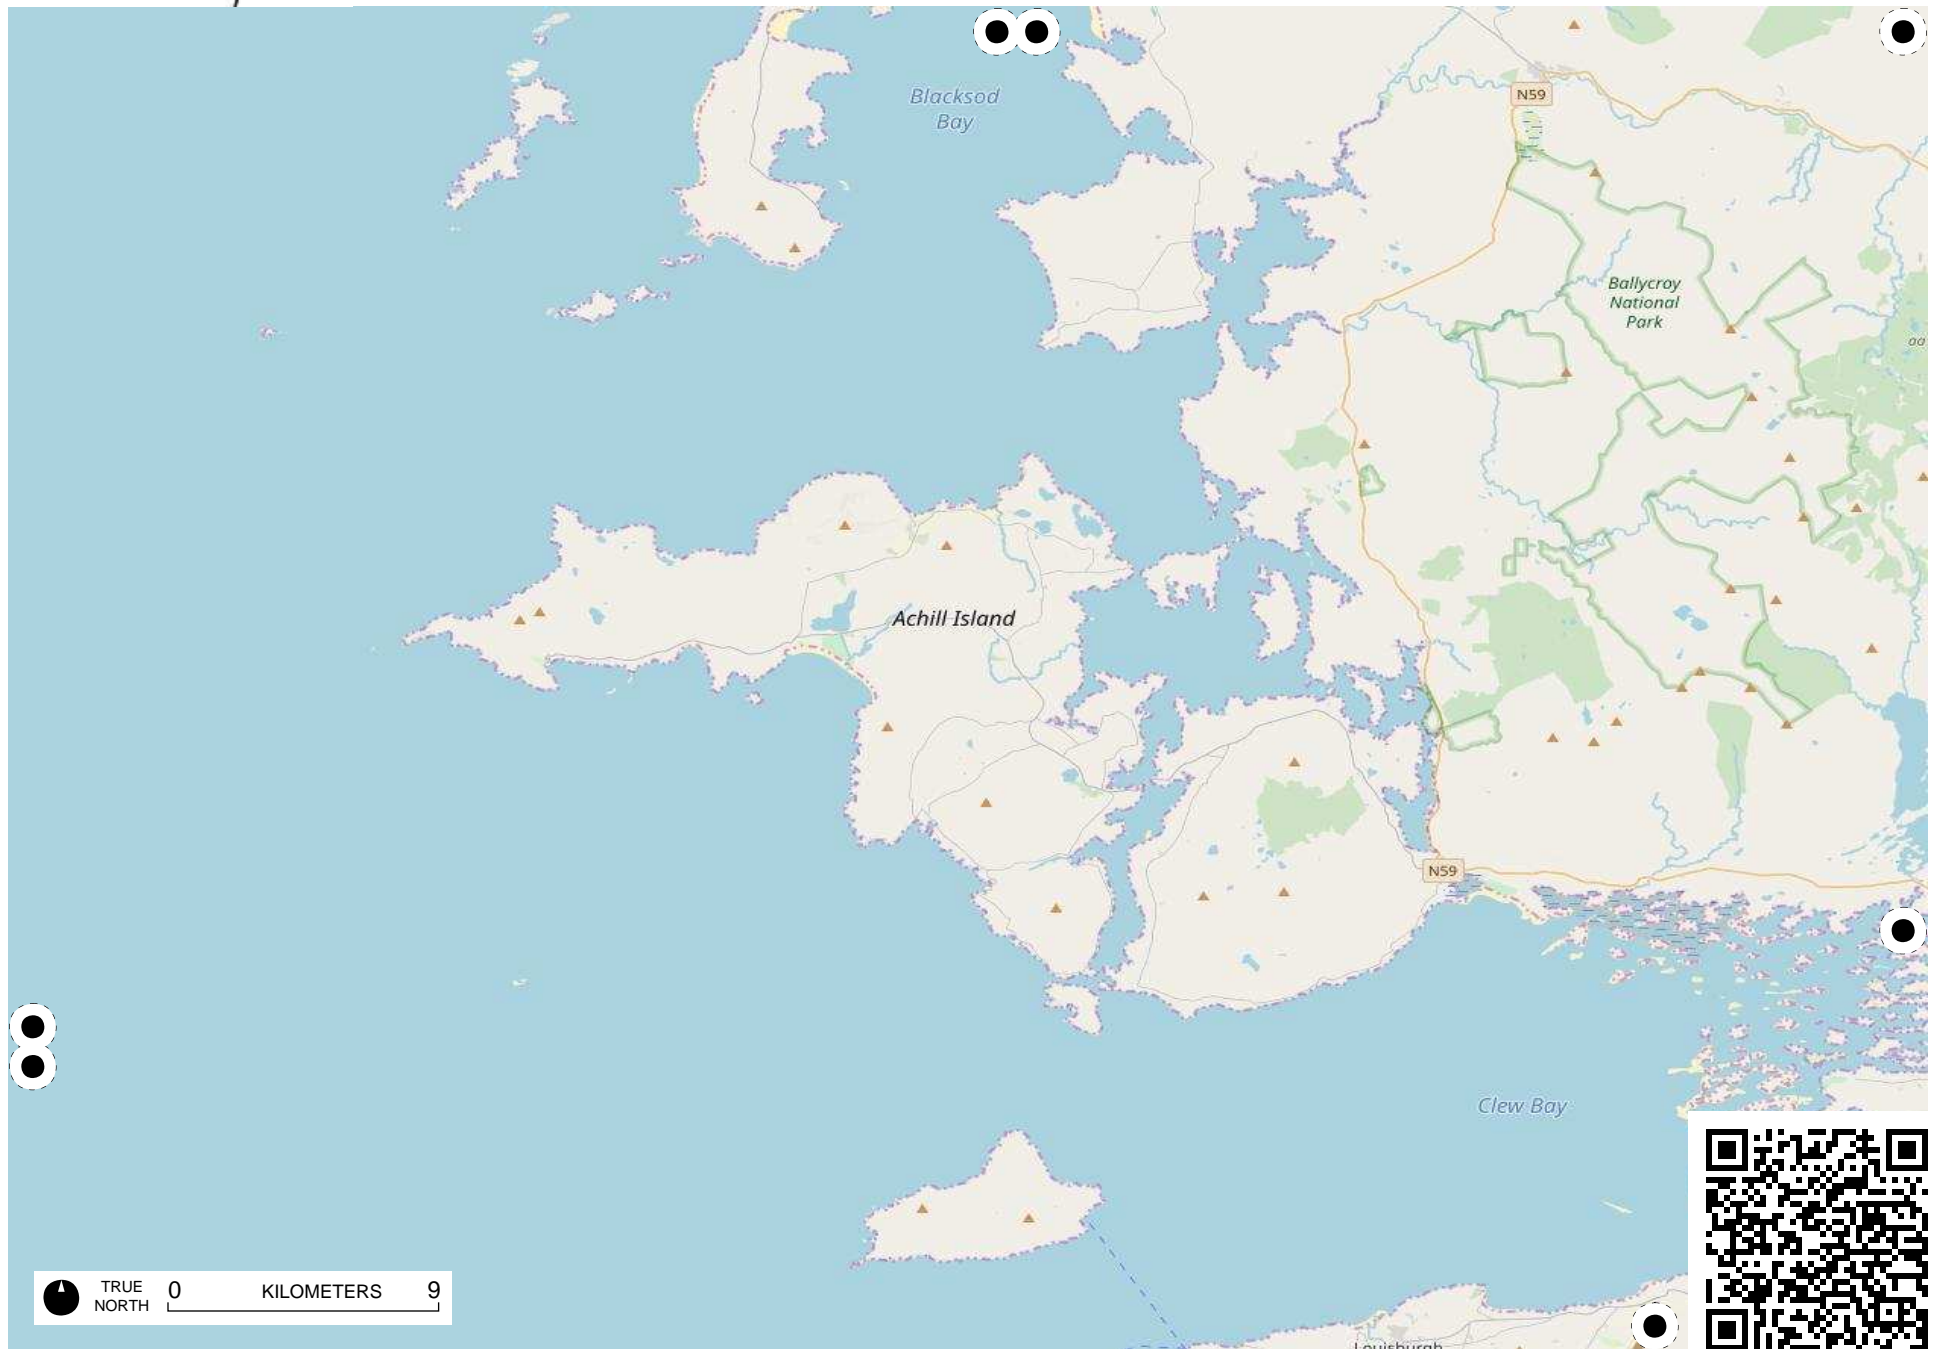 Blacksod
Bay
N59
Ballycroy
National
Park
Achill Island
N59
Clew Bay
TRUE
NORTH
0 KILOMETERS 9